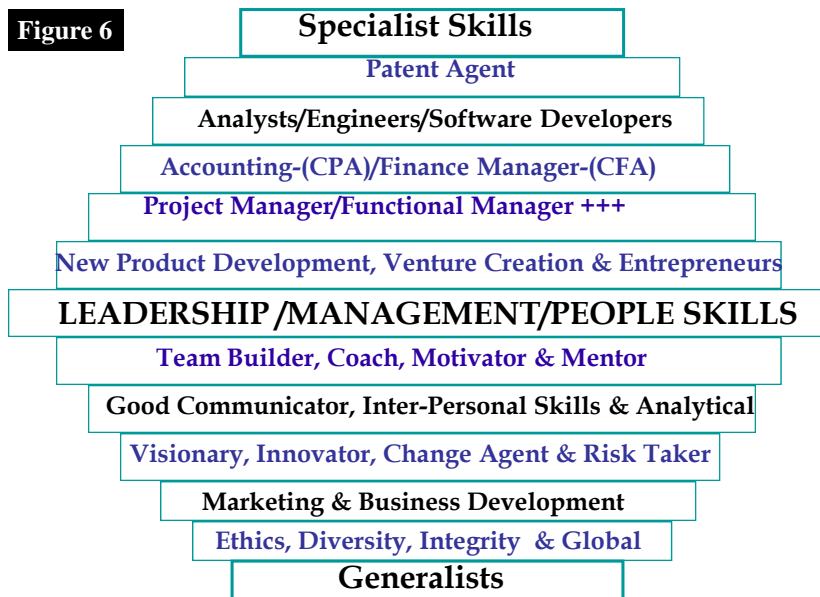 Figure 6
Specialist Skills
Patent Agent
Analysts/Engineers/Software Developers
Accounting-(CPA)/Finance Manager-(CFA)
Project Manager/Functional Manager +++
New Product Development, Venture Creation & Entrepreneurs
LEADERSHIP/MANAGEMENT/PEOPLE SKILLS
Team Builder, Coach, Motivator & Mentor
Good Communicator, Inter-Personal Skills & Analytical
Visionary, Innovator, Change Agent & Risk Taker
Marketing & Business Development
Ethics, Diversity, Integrity & Global
Generalists